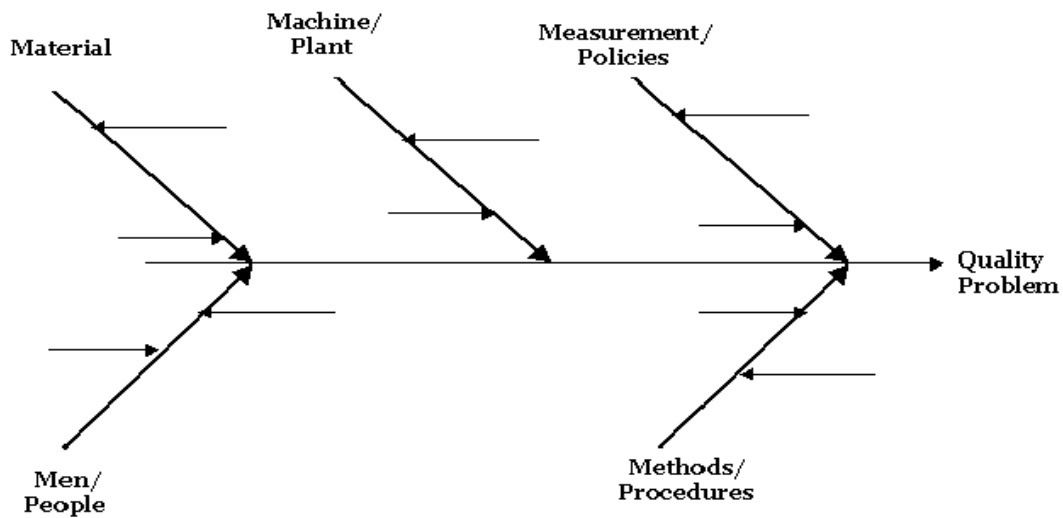 Material
Machine/
Plant
Measurement/
Policies
Quality
Problem
Men/
People
Methods/
Procedures